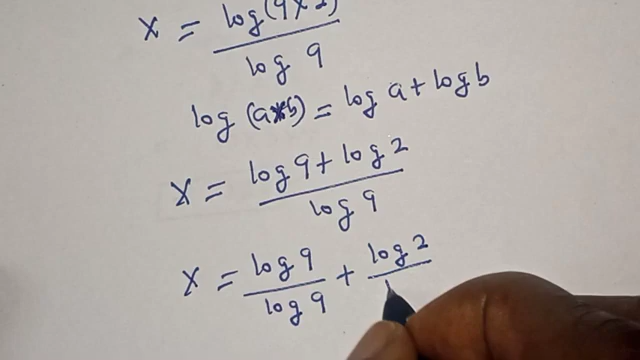 x = log(9×2) / log 9
log (a*b) = log a + log b
x = log 9 + log 2 / log 9
x = log 9 / log 9 + log 2 /